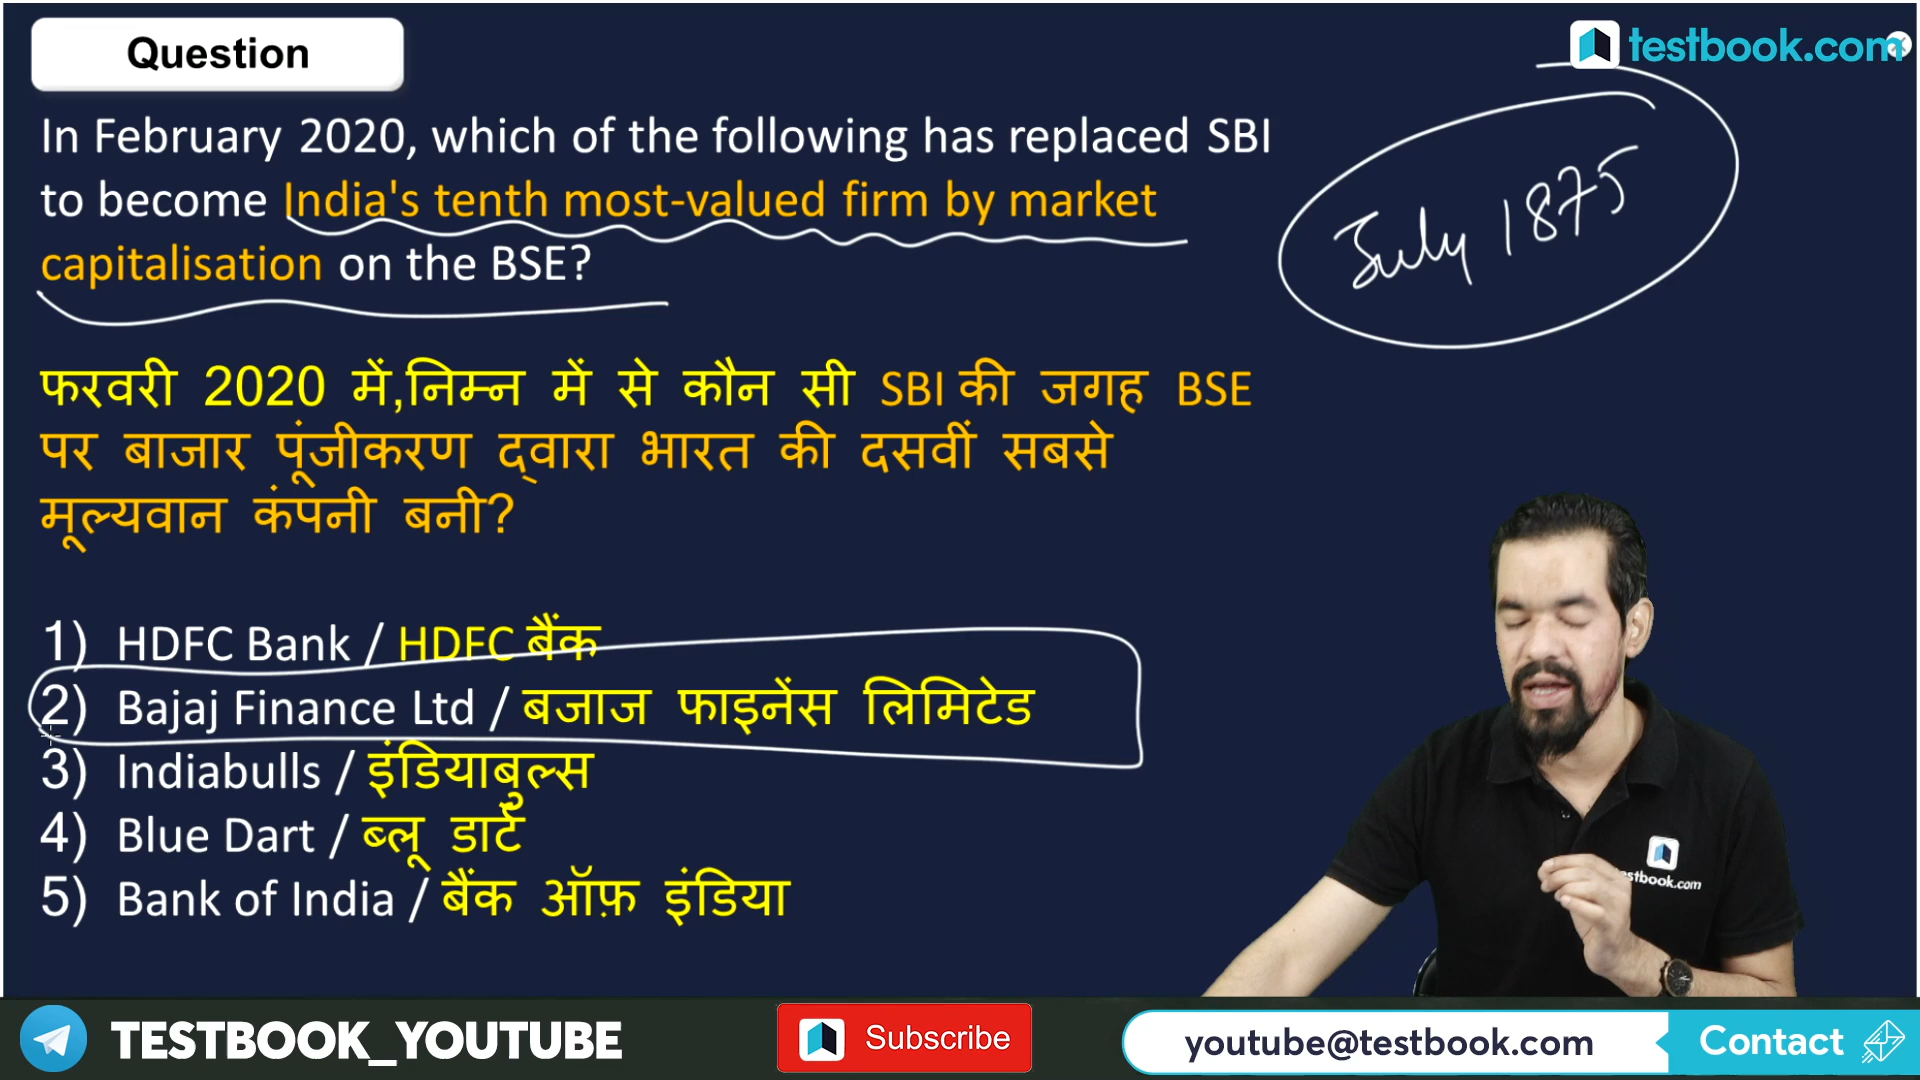 Question
testbook.com
In February 2020, which of the following has replaced SBI
to become India's tenth most-valued firm by market
capitalisation on the BSE?
July 1875
फरवरी 2020 में,निम्न में से कौन सी SBI की जगह BSE
पर बाजार पूंजीकरण द्वारा भारत की दसवीं सबसे
मूल्यवान कंपनी बनी?
1) HDFC Bank / HDFC बैंक
2) Bajaj Finance Ltd / बजाज फाइनेंस लिमिटेड
3) Indiabulls / इंडियाबुल्स
4) Blue Dart / ब्लू डार्ट
5) Bank of India / बैंक ऑफ़ इंडिया
stbook.com
TESTBOOK_YOUTUBE
Subscribe
youtube@testbook.com
Contact